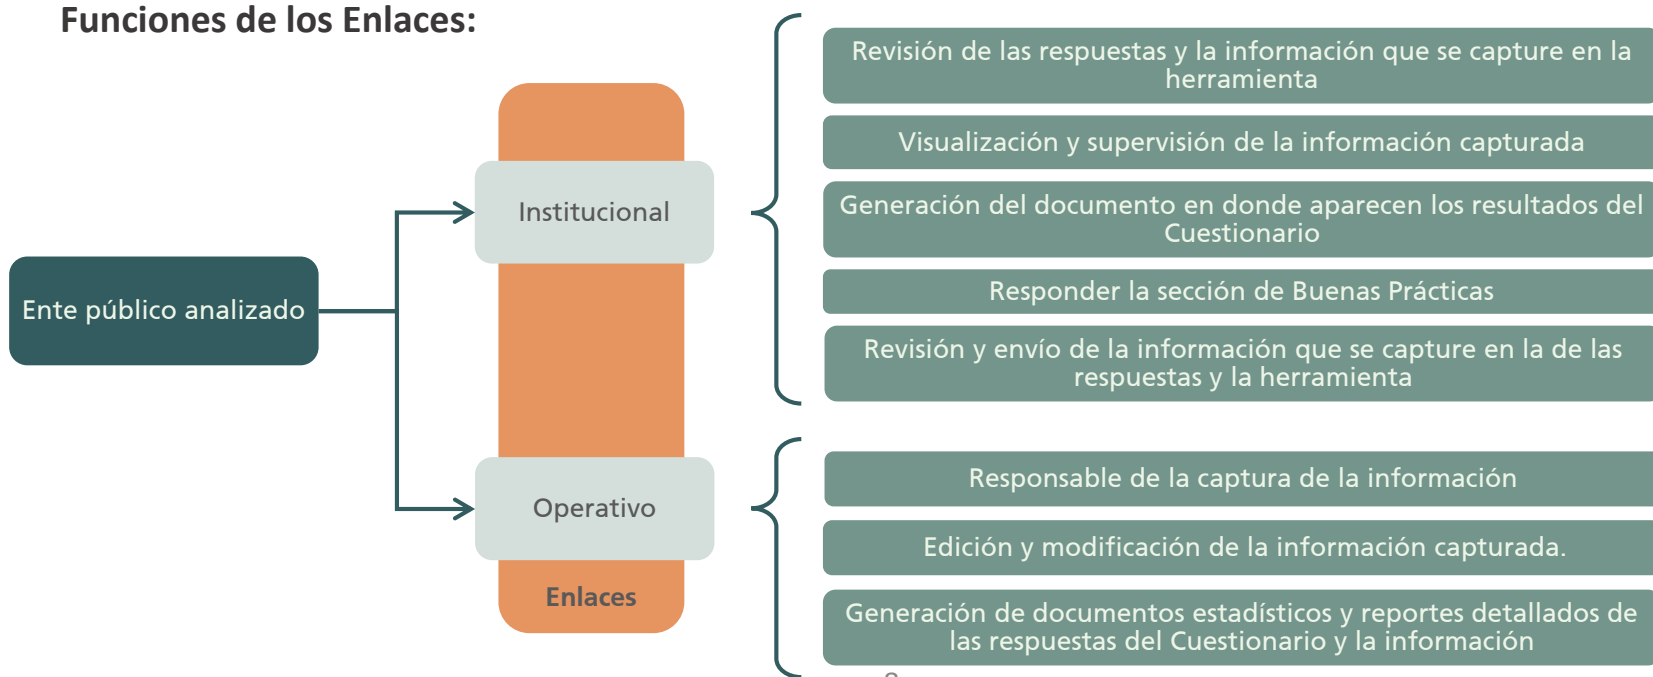 Funciones de los Enlaces:
Ente público analizado
Institucional
Revisión de las respuestas y la información que se capture en la
herramienta
Visualización y supervisión de la información capturada
Generación del documento en donde aparecen los resultados del
Cuestionario
Responder la sección de Buenas Prácticas
Revisión y envío de la información que se capture en la de las
respuestas y la herramienta
Operativo
Enlaces
Responsable de la captura de la información
Edición y modificación de la información capturada.
Generación de documentos estadísticos y reportes detallados de
las respuestas del Cuestionario y la información